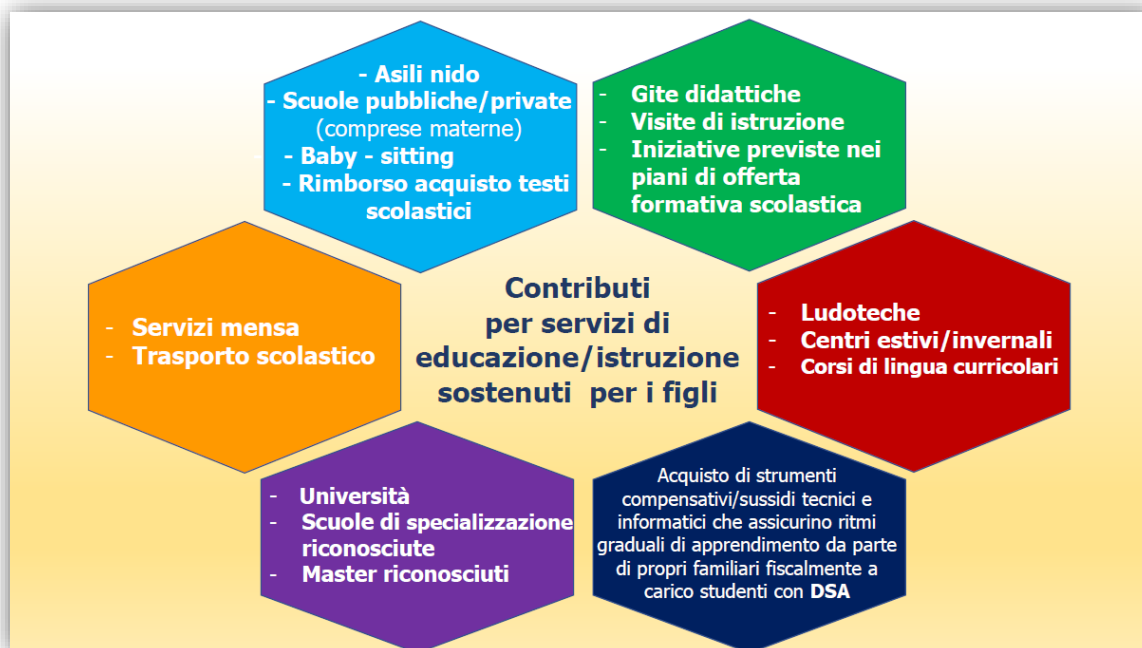 - Asili nido
- Scuole pubbliche/private
(comprese materne)
- Baby - sitting
- Rimborso acquisto testi
scolastici
- Gite didattiche
- Visite di istruzione
- Iniziative previste nei
piani di offerta
formativa scolastica
- Servizi mensa
- Trasporto scolastico
Contributi
per servizi di
educazione/istruzione
sostenuti per i figli
- Ludoteche
- Centri estivi/invernali
- Corsi di lingua curricolari
- Università
- Scuole di specializzazione
riconosciute
- Master riconosciuti
Acquisto di strumenti
compensativi/sussidi tecnici e
informatici che assicurino ritmi
graduali di apprendimento da parte
di propri familiari fiscalmente a
carico studenti con DSA